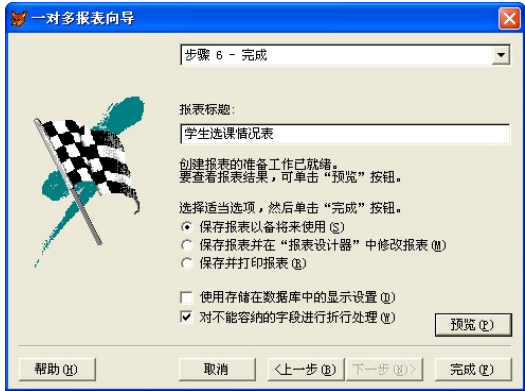 一对多报表向导
步骤 6 - 完成
报表标题:
学生选课情况表
创建报表的准备工作已就绪。
要查看报表结果，可单击“预览”按钮。
选择适当选项，然后单击“完成”按钮。
保存报表以备将来使用(S)
保存报表并在“报表设计器”中修改报表(M)
保存并打印报表(R)
使用存储在数据库中的显示设置(D)
对不能容纳的字段进行折行处理(W)
预览(P)
帮助(H) 取消 <上一步(B) 下一步(N)> 完成(F)